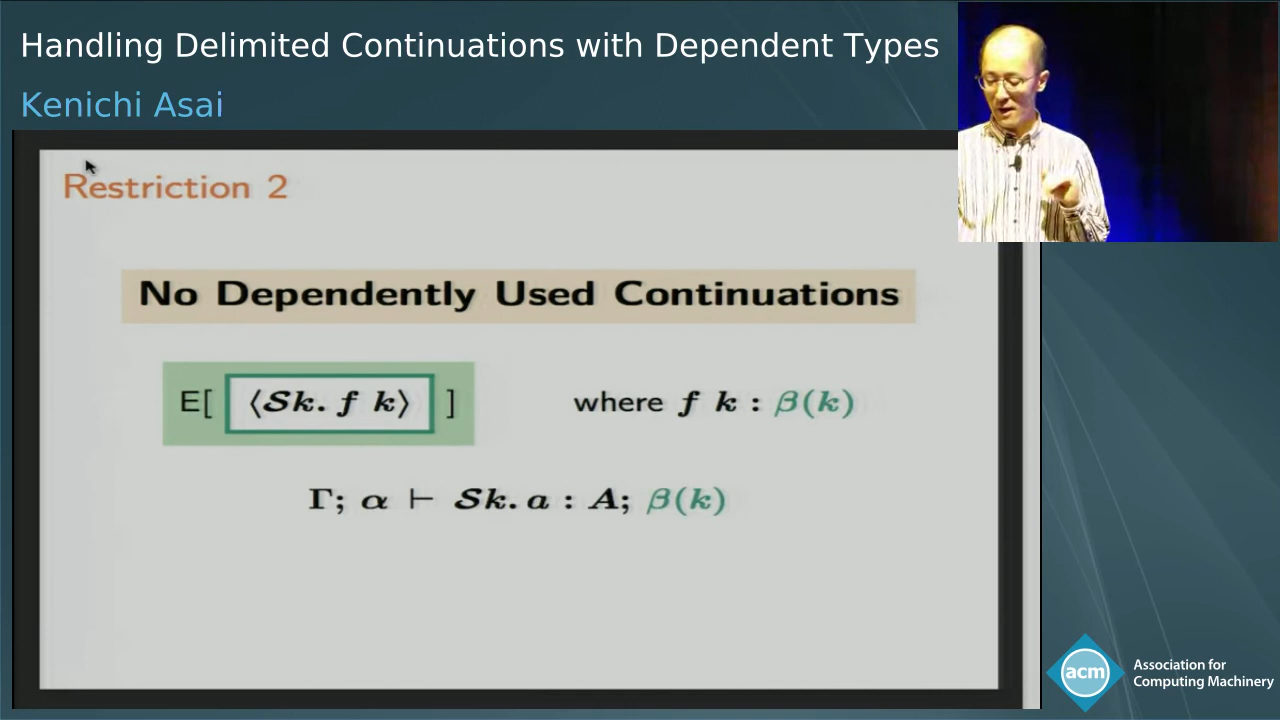 Handling Delimited Continuations with Dependent Types
Kenichi Asai
Restriction 2
No Dependently Used Continuations
E[ ⟨𝒮k. f k⟩ ] where f k : β(k)
Γ; α ⊢ 𝒮k. a : A; β(k)
acm
Association for
Computing Machinery